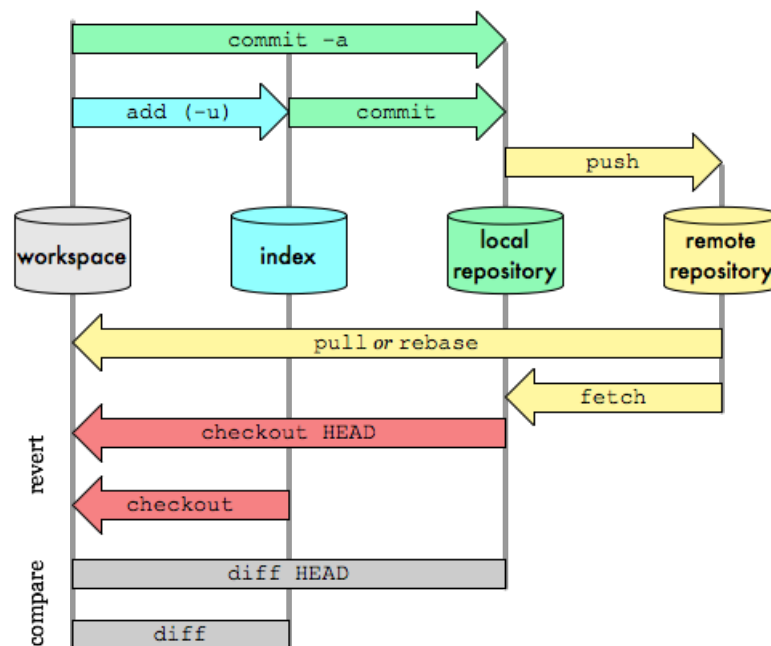 commit -a
add (-u)
commit
push
workspace
index
local
repository
remote
repository
pull or rebase
fetch
revert
checkout HEAD
checkout
compare
diff HEAD
diff